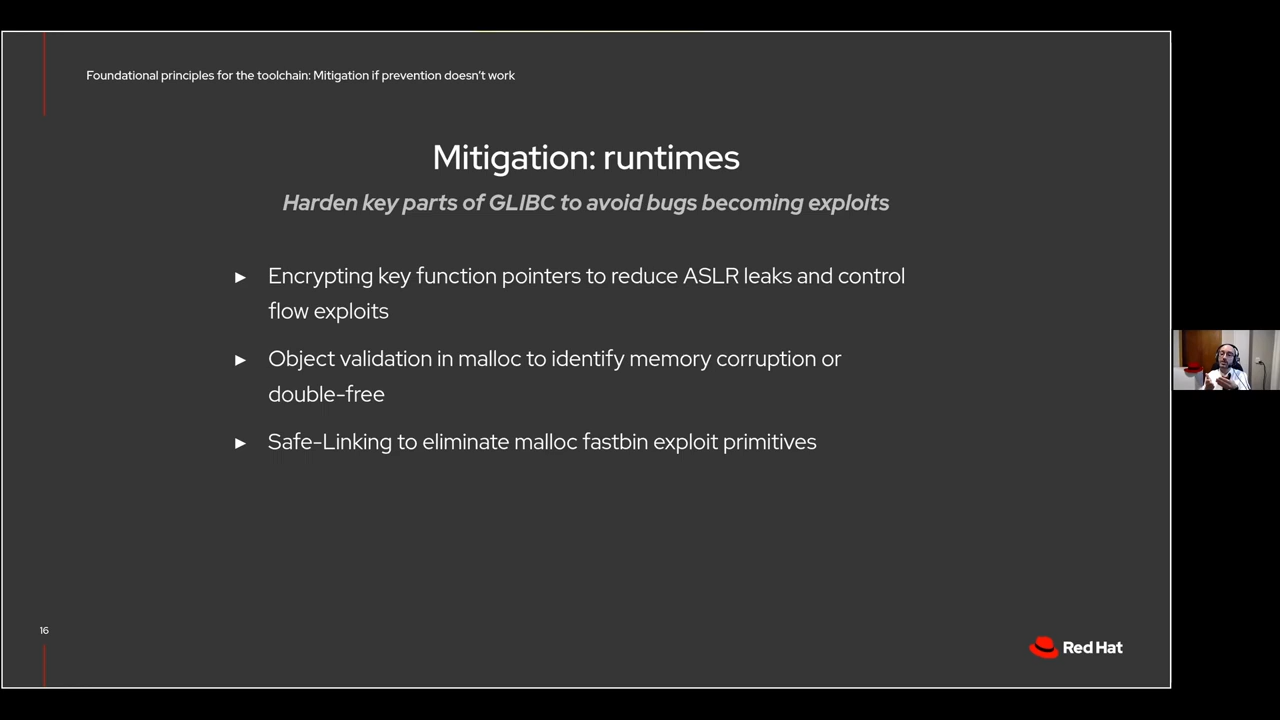 Foundational principles for the toolchain: Mitigation if prevention doesn't work
Mitigation: runtimes
Harden key parts of GLIBC to avoid bugs becoming exploits
► Encrypting key function pointers to reduce ASLR leaks and control
flow exploits
► Object validation in malloc to identify memory corruption or
double-free
► Safe-Linking to eliminate malloc fastbin exploit primitives
16
Red Hat